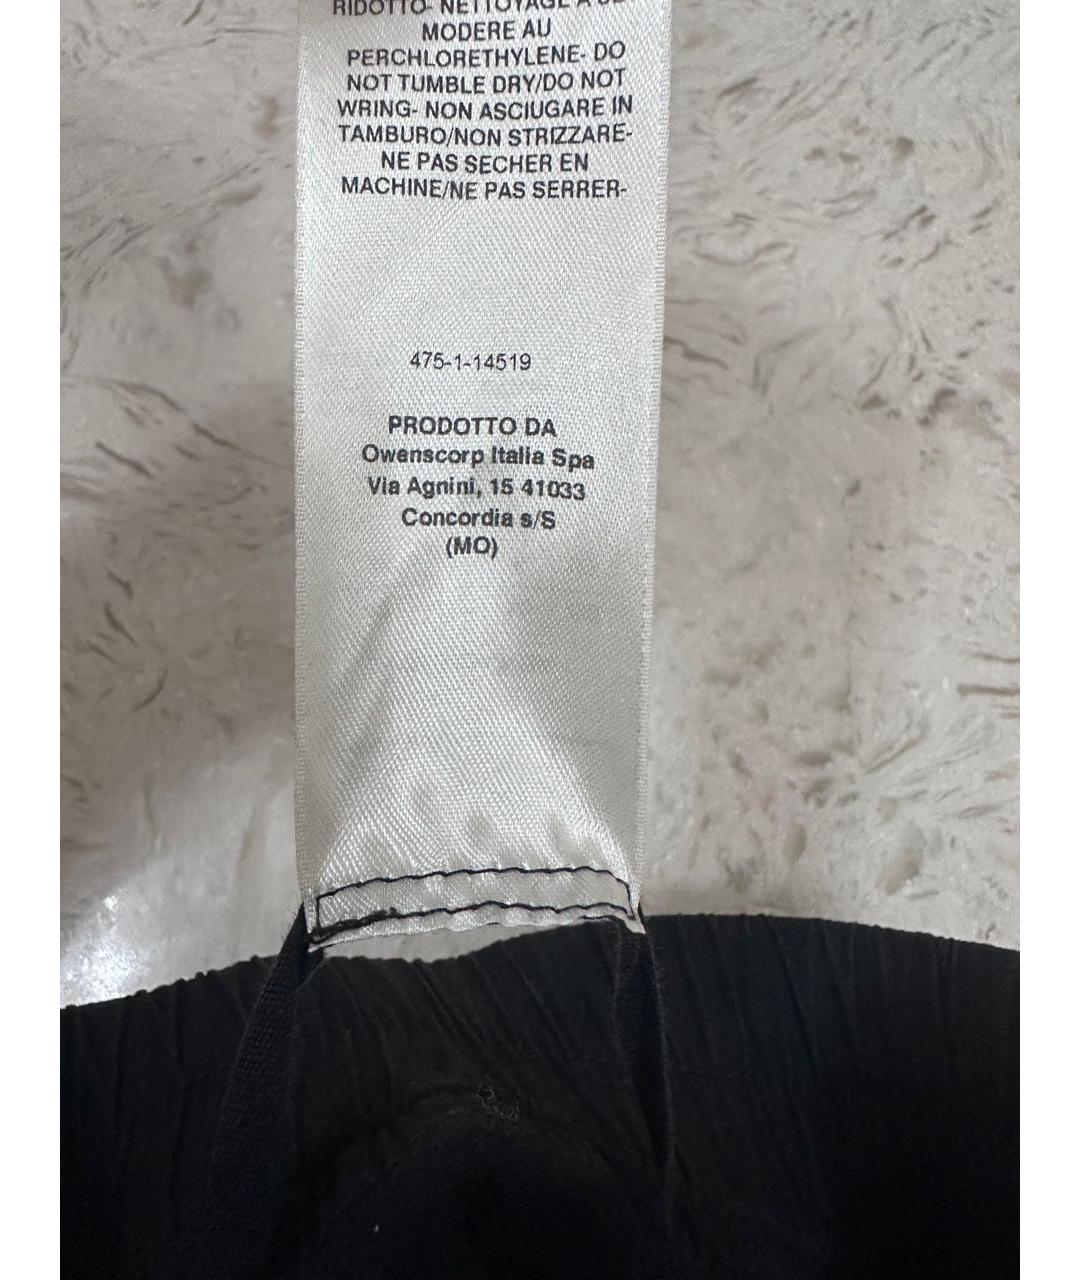 RIDOTTO- NETTOYAGE A
MODERE AU
PERCHLORETHYLENE- DO
NOT TUMBLE DRY/DO NOT
WRING- NON ASCIUGARE IN
TAMBURO/NON STRIZZARE-
NE PAS SECHER EN
MACHINE/NE PAS SERRER-
475-1-14519
PRODOTTO DA
Owenscorp Italia Spa
Via Agnini, 15 41033
Concordia s/S
(MO)